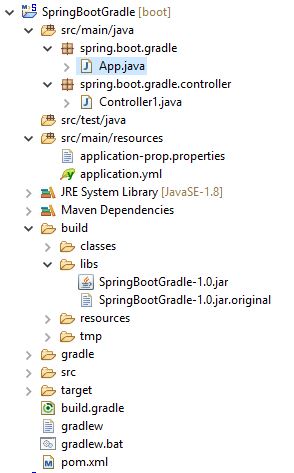 SpringBootGradle [boot]
src/main/java
spring.boot.gradle
App.java
spring.boot.gradle.controller
Controller1.java
src/test/java
src/main/resources
application-prop.properties
application.yml
JRE System Library [JavaSE-1.8]
Maven Dependencies
build
classes
libs
SpringBootGradle-1.0.jar
SpringBootGradle-1.0.jar.original
resources
tmp
gradle
src
target
build.gradle
gradlew
gradlew.bat
pom.xml